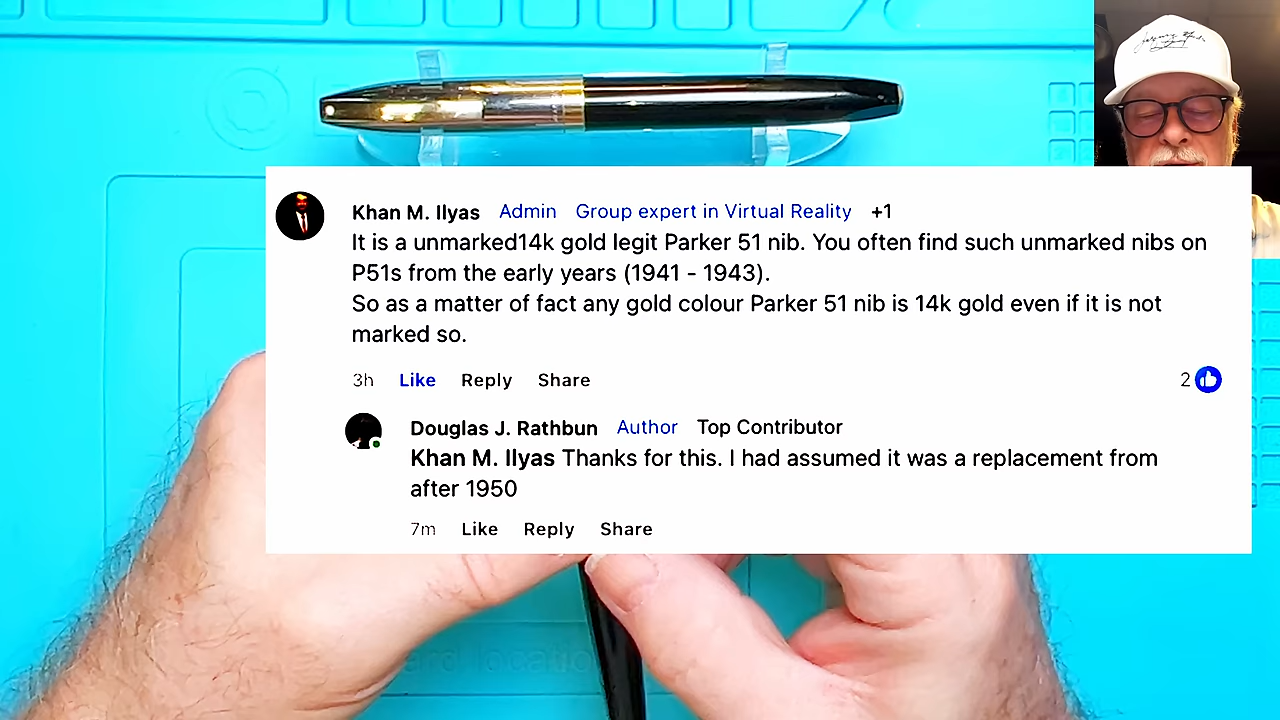 Khan M. Ilyas Admin Group expert in Virtual Reality +1
It is a unmarked14k gold legit Parker 51 nib. You often find such unmarked nibs on
P51s from the early years (1941 - 1943).
So as a matter of fact any gold colour Parker 51 nib is 14k gold even if it is not
marked so.
3h Like Reply Share 2
Douglas J. Rathbun Author Top Contributor
Khan M. Ilyas Thanks for this. I had assumed it was a replacement from
after 1950
7m Like Reply Share